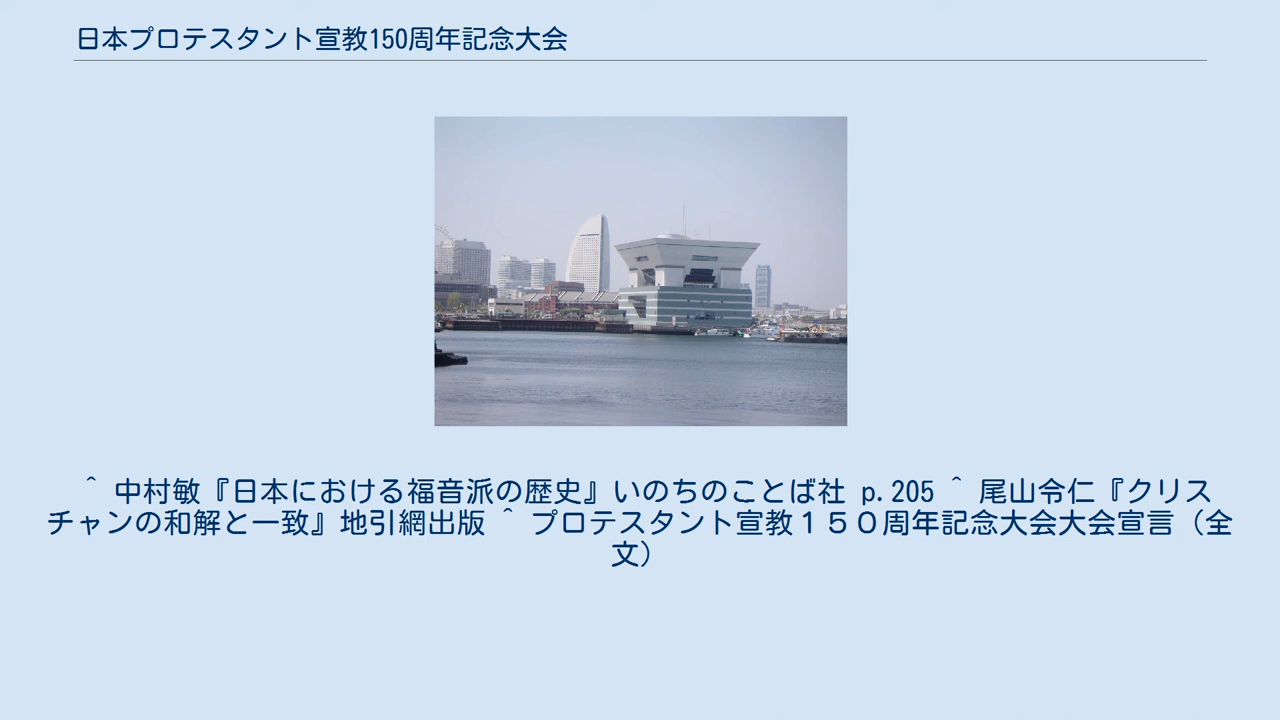 日本プロテスタント宣教150周年記念大会
^ 中村敏『日本における福音派の歴史』いのちのことば社 p.205 ^ 尾山令仁『クリス
チャンの和解と一致』地引網出版 ^ プロテスタント宣教１５０周年記念大会大会宣言（全
文）